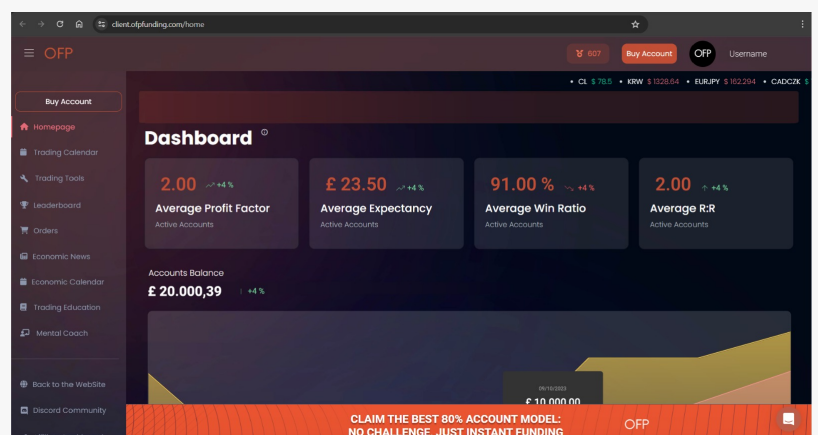 client.ofpfunding.com/home
OFP
607
Buy Account
OFP
Username
• CL $ 78.5 • KRW $ 1328.64 • EURJPY $ 162.294 • CADCZK $
Buy Account
Homepage
Trading Calendar
Trading Tools
Leaderboard
Orders
Economic News
Economic Calendar
Trading Education
Mental Coach
Back to the WebSite
Discord Community
Dashboard
2.00 +4 %
Average Profit Factor
Active Accounts
£ 23.50 +4 %
Average Expectancy
Active Accounts
91.00 % +4 %
Average Win Ratio
Active Accounts
2.00 +4 %
Average R:R
Active Accounts
Accounts Balance
£ 20.000,39 +4 %
09/10/2023
£ 10,000.00
CLAIM THE BEST 80% ACCOUNT MODEL:
NO CHALLENGE, JUST INSTANT FUNDING
OFP